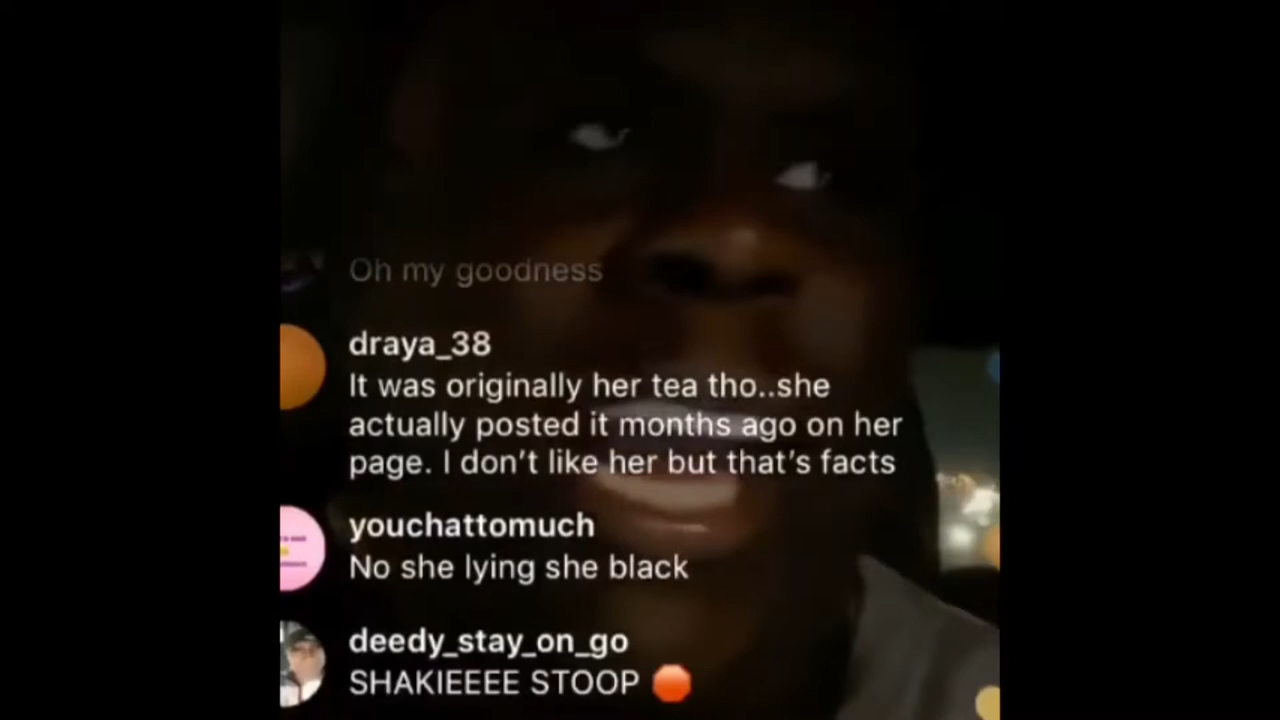 Oh my goodness
draya_38
It was originally her tea tho..she
actually posted it months ago on her
page. I don’t like her but that’s facts
youchattomuch
No she lying she black
deedy_stay_on_go
SHAKIEEEE STOOP 🛑